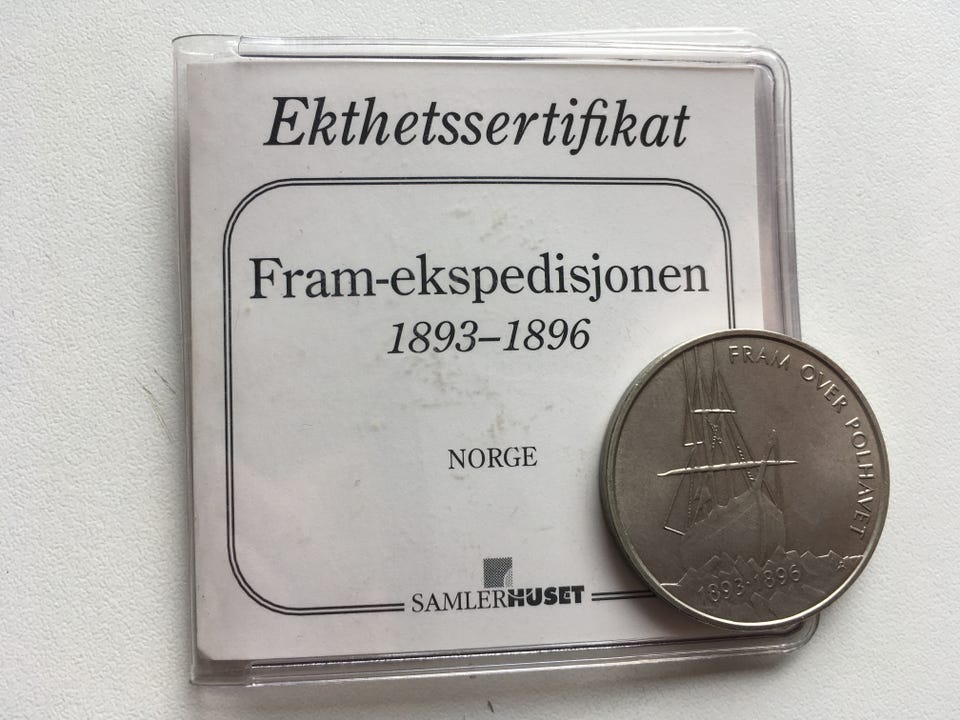 Ekthetssertifikat
Fram-ekspedisjonen
1893–1896
NORGE
SAMLERHUSET
FRAM OVER POLHAVET
1893-1896